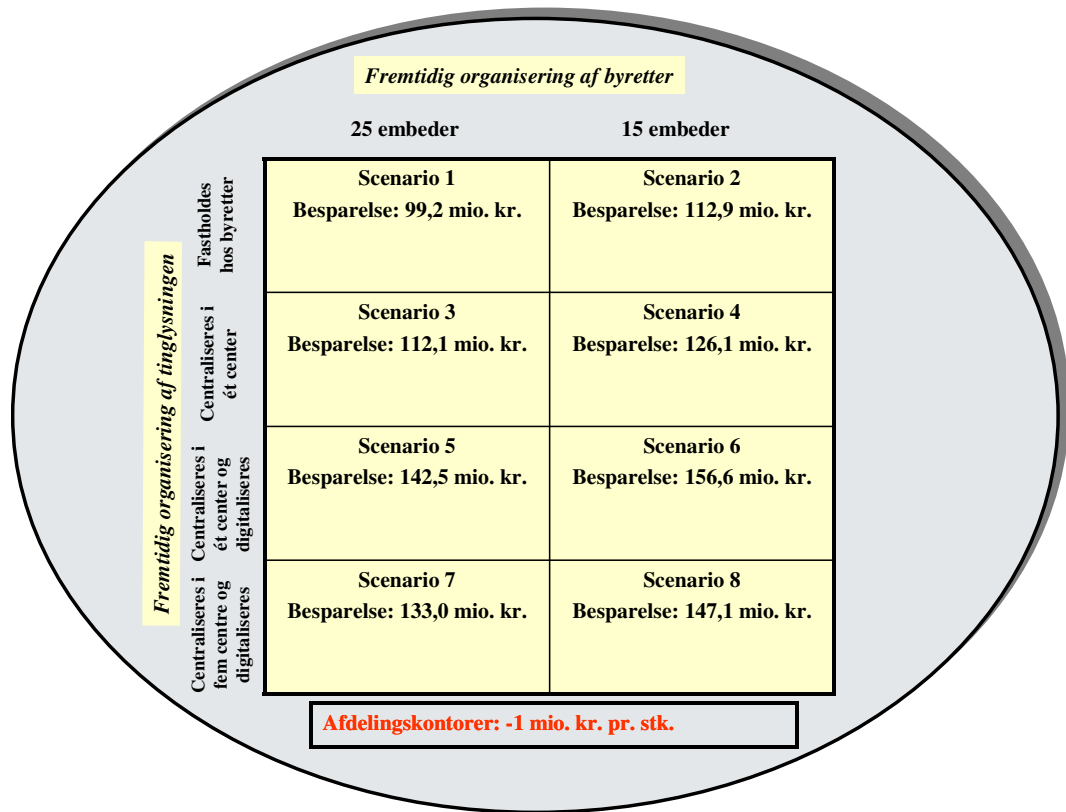 Fremtidig organisering af byretter
25 embeder
15 embeder
Fremtidig organisering af tinglysningen
Fastholdes
hos byretter
Scenario 1
Besparelse: 99,2 mio. kr.
Scenario 2
Besparelse: 112,9 mio. kr.
Centraliseres i
ét center
Scenario 3
Besparelse: 112,1 mio. kr.
Scenario 4
Besparelse: 126,1 mio. kr.
Centraliseres i
ét center og
digitaliseres
Scenario 5
Besparelse: 142,5 mio. kr.
Scenario 6
Besparelse: 156,6 mio. kr.
Centraliseres i
fem centre og
digitaliseres
Scenario 7
Besparelse: 133,0 mio. kr.
Scenario 8
Besparelse: 147,1 mio. kr.
Afdelingskontorer: -1 mio. kr. pr. stk.